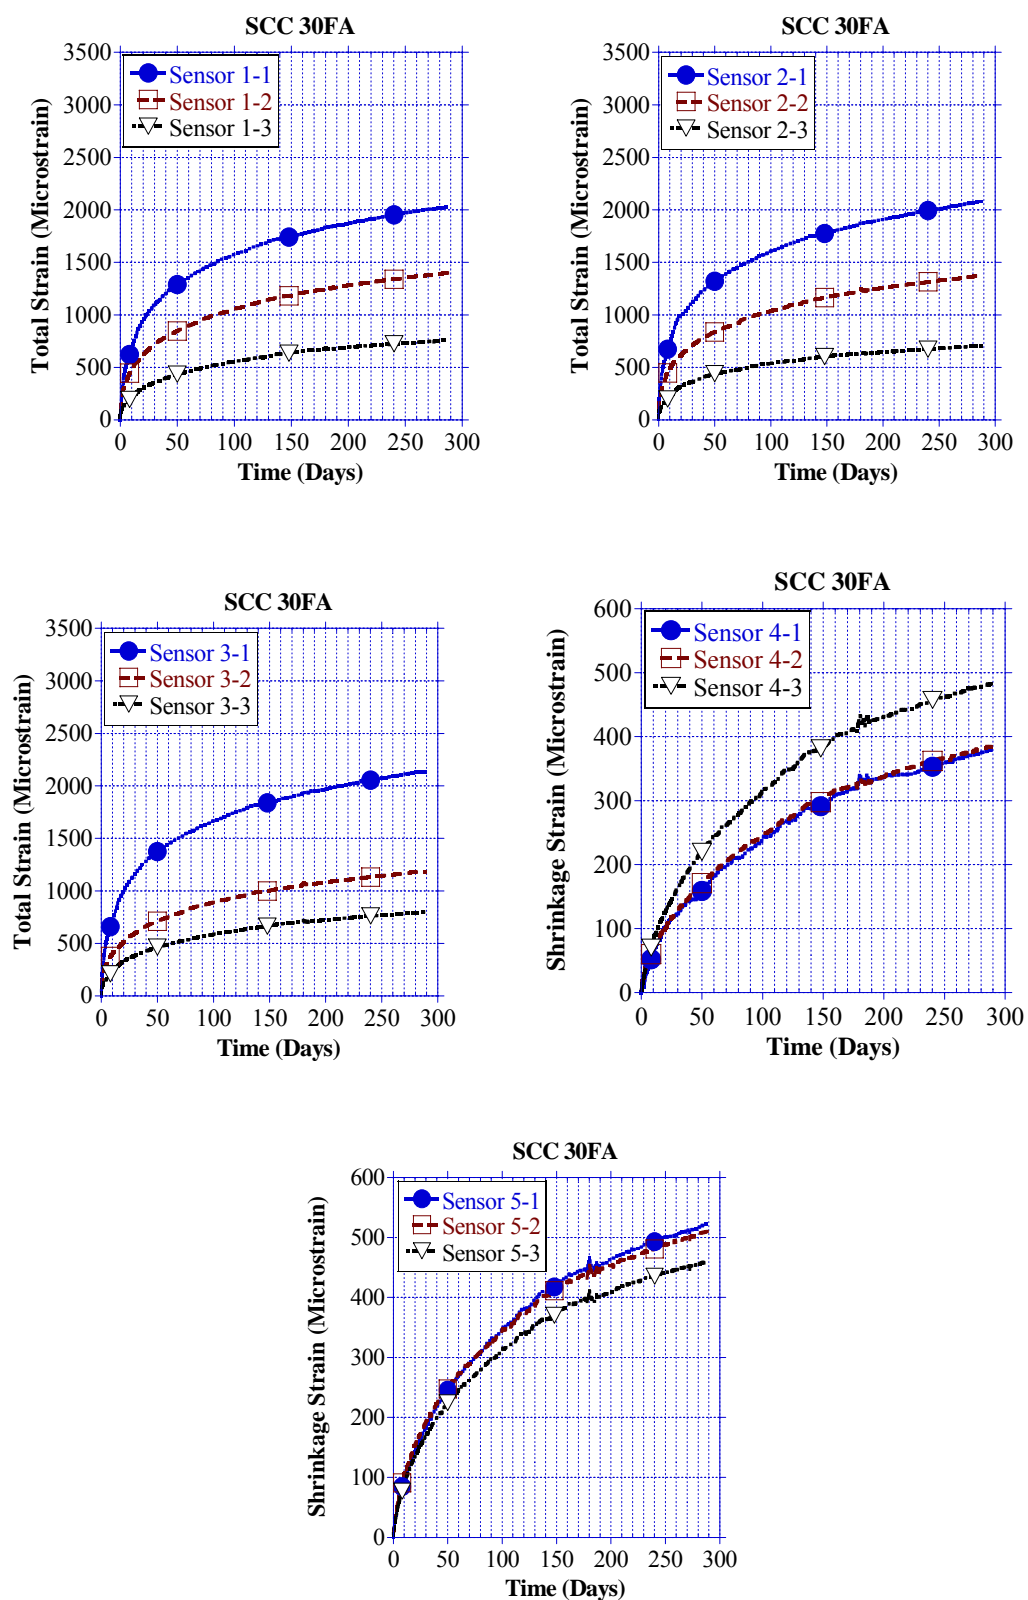 SCC 30FA
Total Strain (Microstrain)
3500
3000
2500
2000
1500
1000
500
0
Sensor 1-1
Sensor 1-2
Sensor 1-3
0 50 100 150 200 250 300
Time (Days)
SCC 30FA
Total Strain (Microstrain)
3500
3000
2500
2000
1500
1000
500
0
Sensor 2-1
Sensor 2-2
Sensor 2-3
0 50 100 150 200 250 300
Time (Days)
SCC 30FA
Total Strain (Microstrain)
3500
3000
2500
2000
1500
1000
500
0
Sensor 3-1
Sensor 3-2
Sensor 3-3
0 50 100 150 200 250 300
Time (Days)
SCC 30FA
Shrinkage Strain (Microstrain)
600
500
400
300
200
100
0
Sensor 4-1
Sensor 4-2
Sensor 4-3
0 50 100 150 200 250 300
Time (Days)
SCC 30FA
Shrinkage Strain (Microstrain)
600
500
400
300
200
100
0
Sensor 5-1
Sensor 5-2
Sensor 5-3
0 50 100 150 200 250 300
Time (Days)